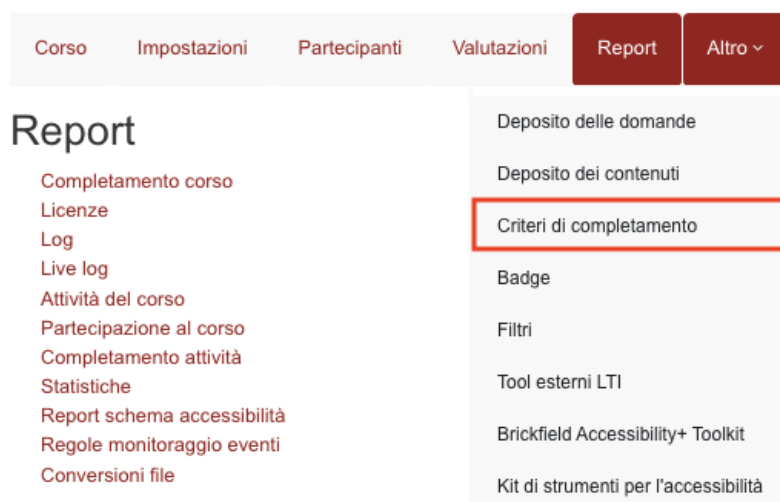 Corso Impostazioni Partecipanti Valutazioni Report Altro
Report
Completamento corso
Licenze
Log
Live log
Attività del corso
Partecipazione al corso
Completamento attività
Statistiche
Report schema accessibilità
Regole monitoraggio eventi
Conversioni file
Deposito delle domande
Deposito dei contenuti
Criteri di completamento
Badge
Filtri
Tool esterni LTI
Brickfield Accessibility+ Toolkit
Kit di strumenti per l'accessibilità